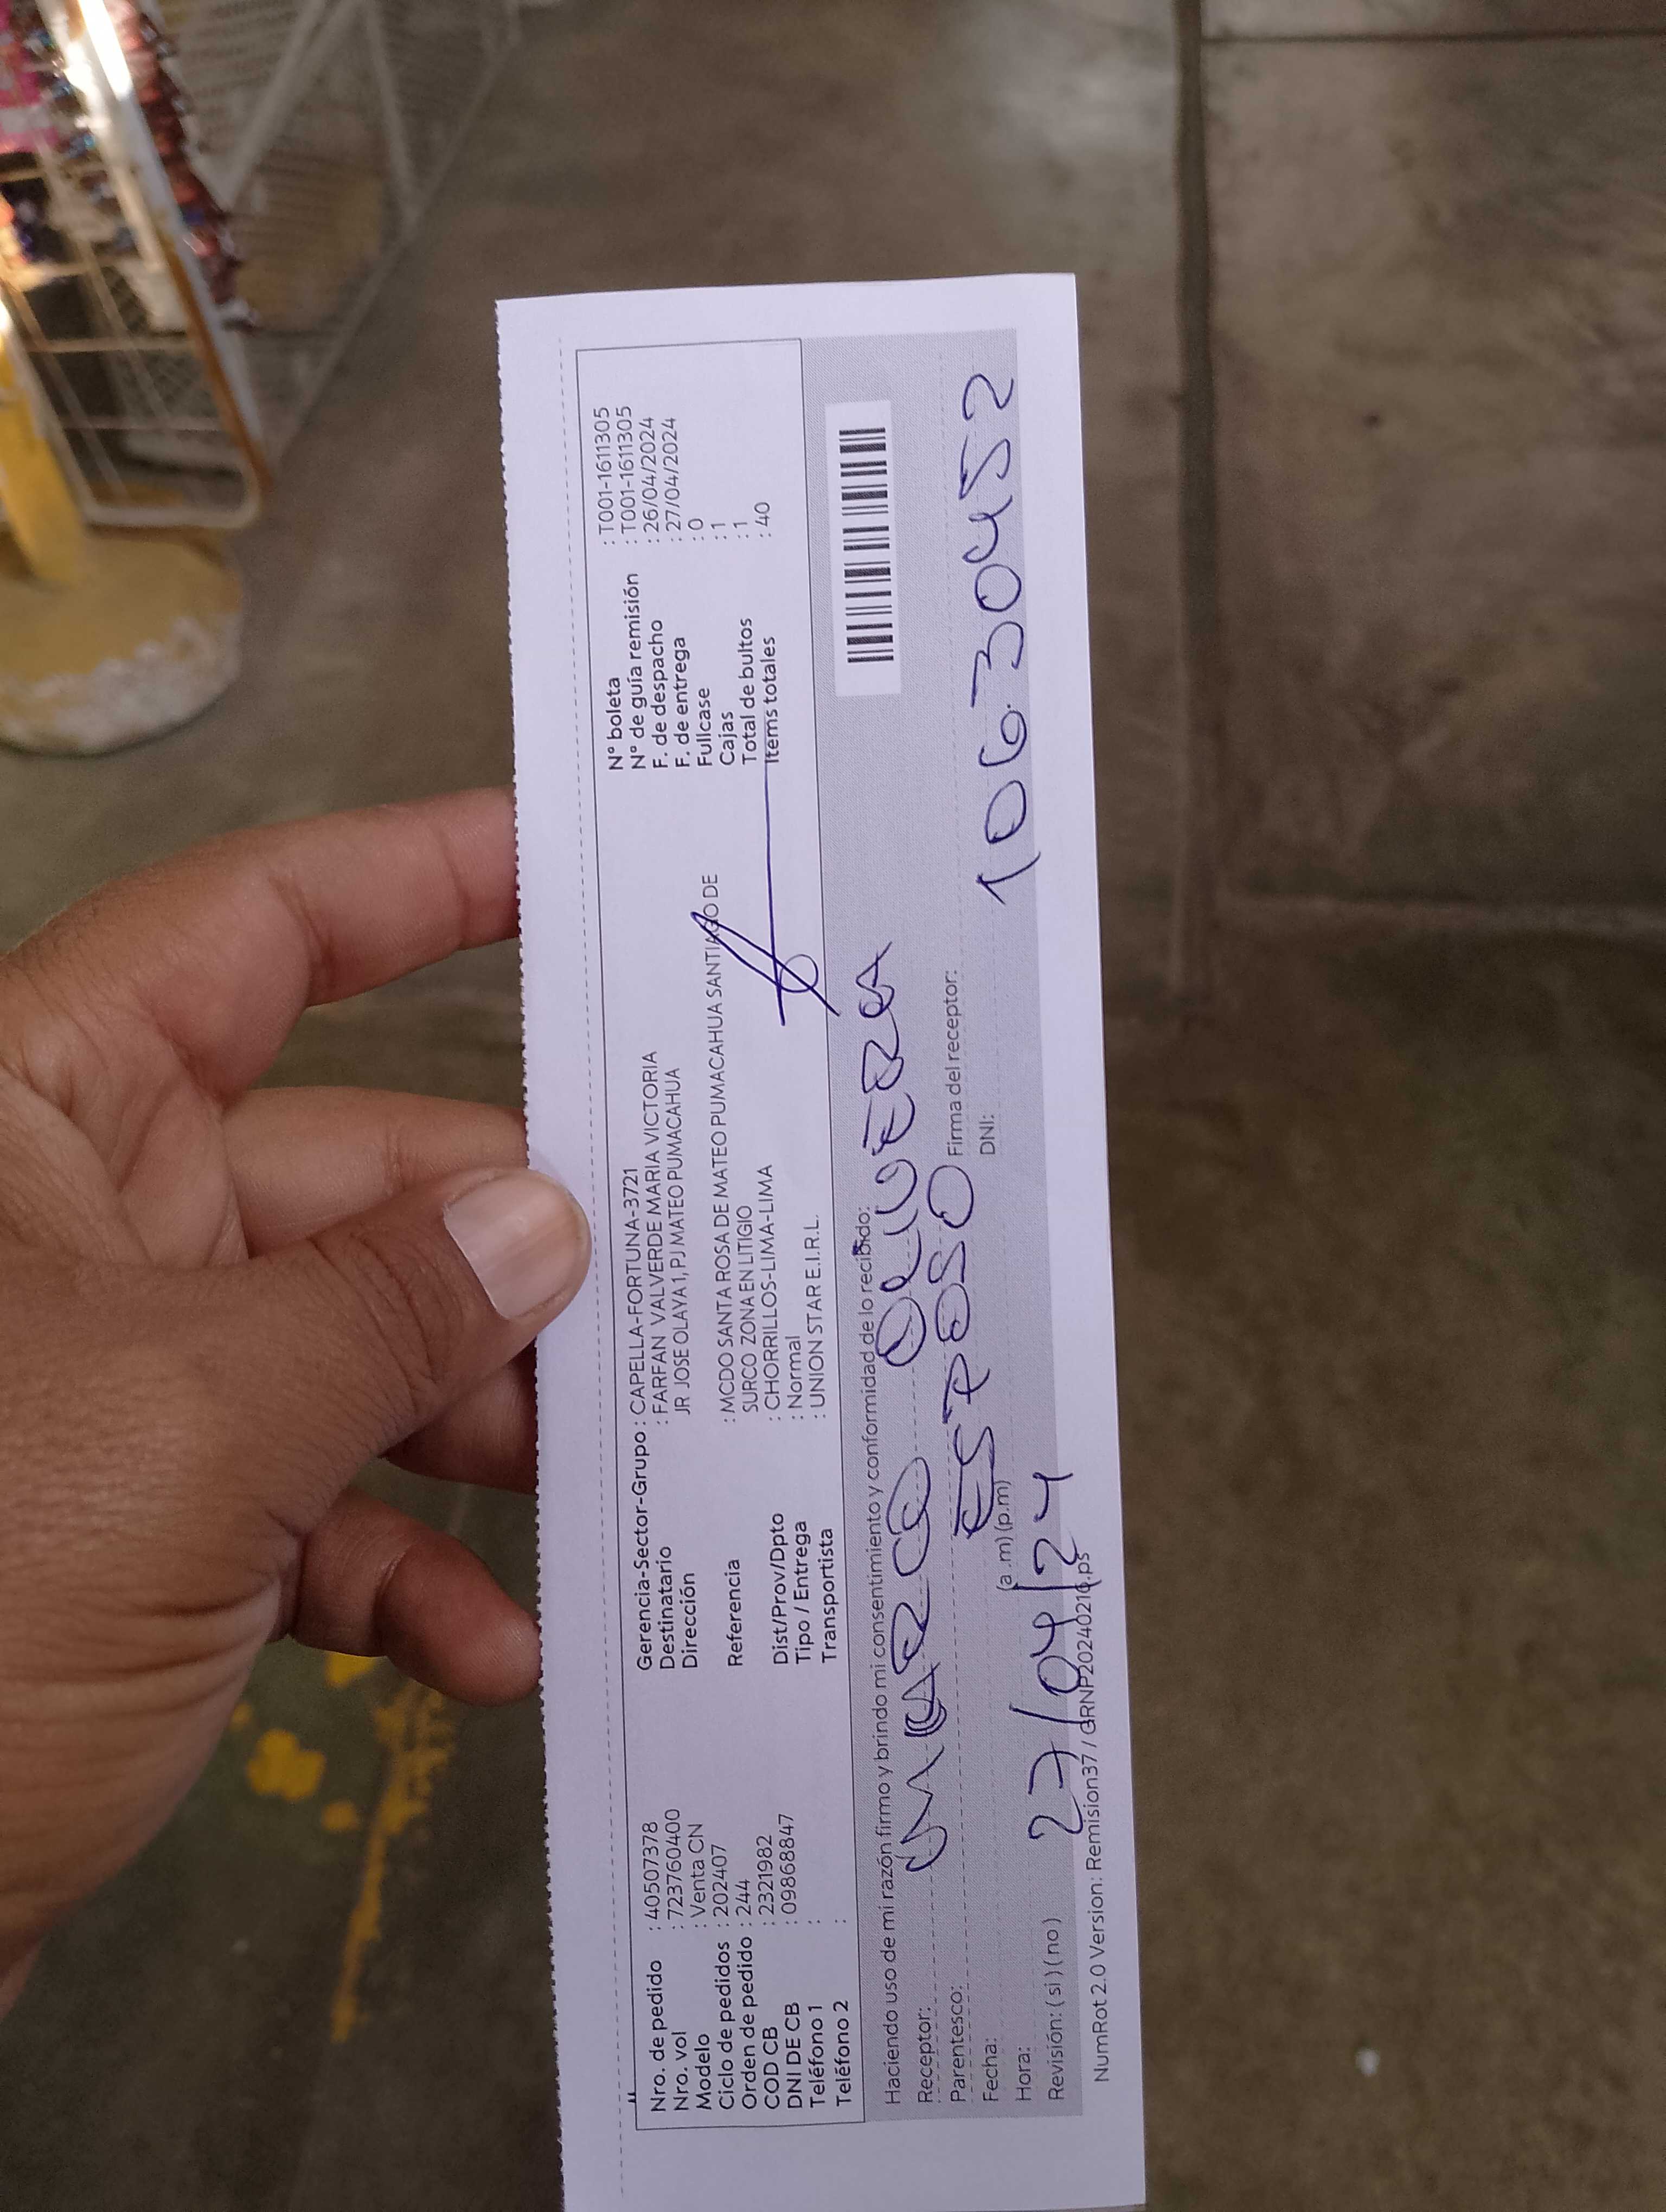 Nro. de pedido : 40507378
Nro. vol : 723760400
Modelo : Venta CN
Ciclo de pedidos : 202407
Orden de pedido : 244
COD CB : 2321982
DNI DE CB : 09868847
Teléfono 1 :
Teléfono 2 :
Gerencia-Sector-Grupo : CAPELLA-FORTUNA-3721
Destinatario : FARFAN VALVERDE MARIA VICTORIA
Dirección JR JOSE OLAYA 1, PJ MATEO PUMACAHUA
Referencia : MCDO SANTA ROSA DE MATEO PUMACAHUA SANTIAGO DE
SURCO ZONA EN LITIGIO
Dist/Prov/Dpto : CHORRILLOS-LIMA-LIMA
Tipo / Entrega : Normal
Transportista : UNION STAR E.I.R.L.
N° boleta : T001-1611305
N° de guía remisión : T001-1611305
F. de despacho : 26/04/2024
F. de entrega : 27/04/2024
Fullcase : 0
Cajas : 1
Total de bultos : 1
Items totales : 40
Haciendo uso de mi razón firmo y brindo mi consentimiento y conformidad de lo recibido:
Receptor: MARCO OLIVERA
Parentesco: ESPOSO
Firma del receptor:
Fecha: 27/04/24
DNI: 10630452
Hora: (a .m) (p.m)
Revisión: ( si ) ( no )
NumRot 2.0 Version: Remision37 / GRNP20240216.ps